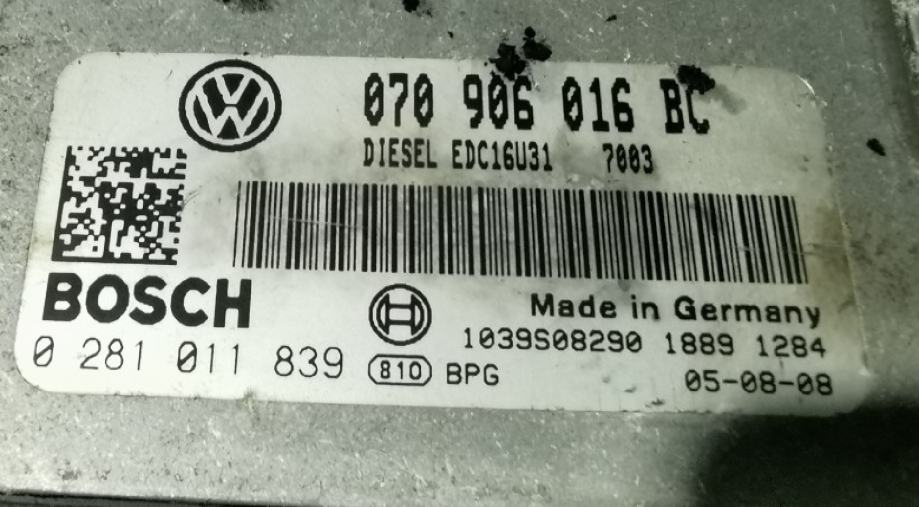 070 906 016 BC
DIESEL EDC16U31 7003
BOSCH
Made in Germany
1039S08290 1889 1284
0 281 011 839 810 BPG 05-08-08